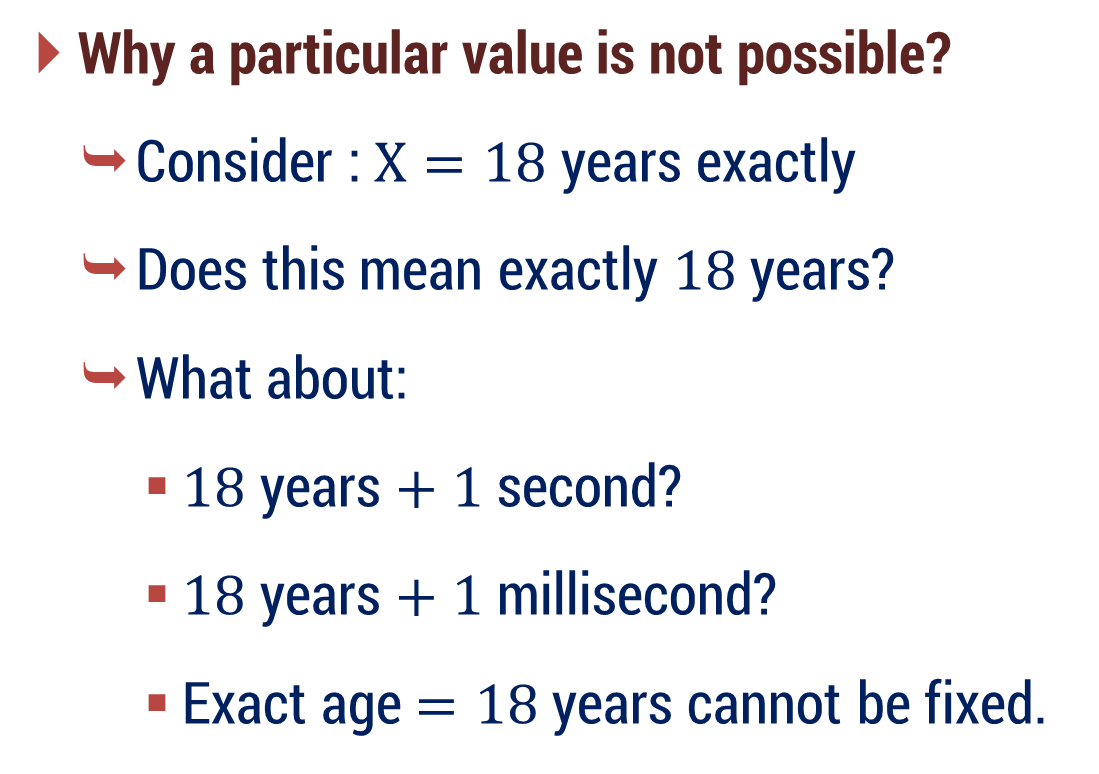 Why a particular value is not possible?
Consider : X = 18 years exactly
Does this mean exactly 18 years?
What about:
18 years + 1 second?
18 years + 1 millisecond?
Exact age = 18 years cannot be fixed.